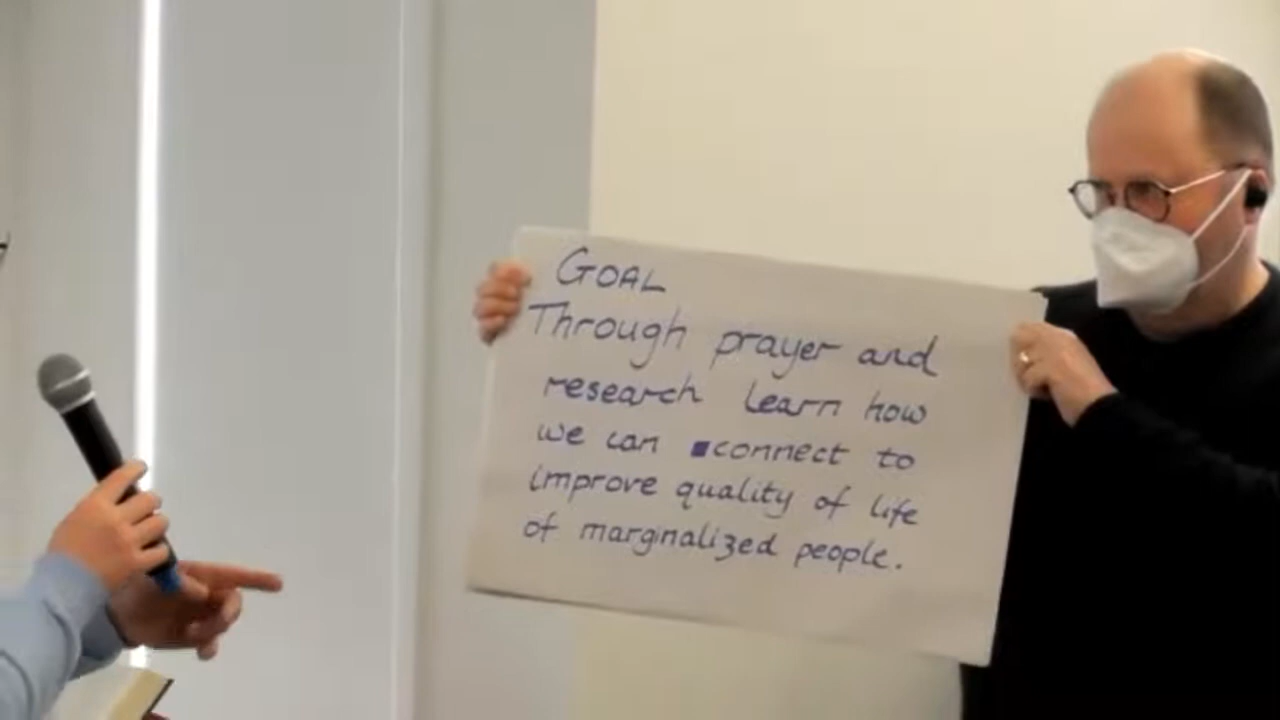 GOAL
Through prayer and
research learn how
we can connect to
improve quality of life
of marginalized people.